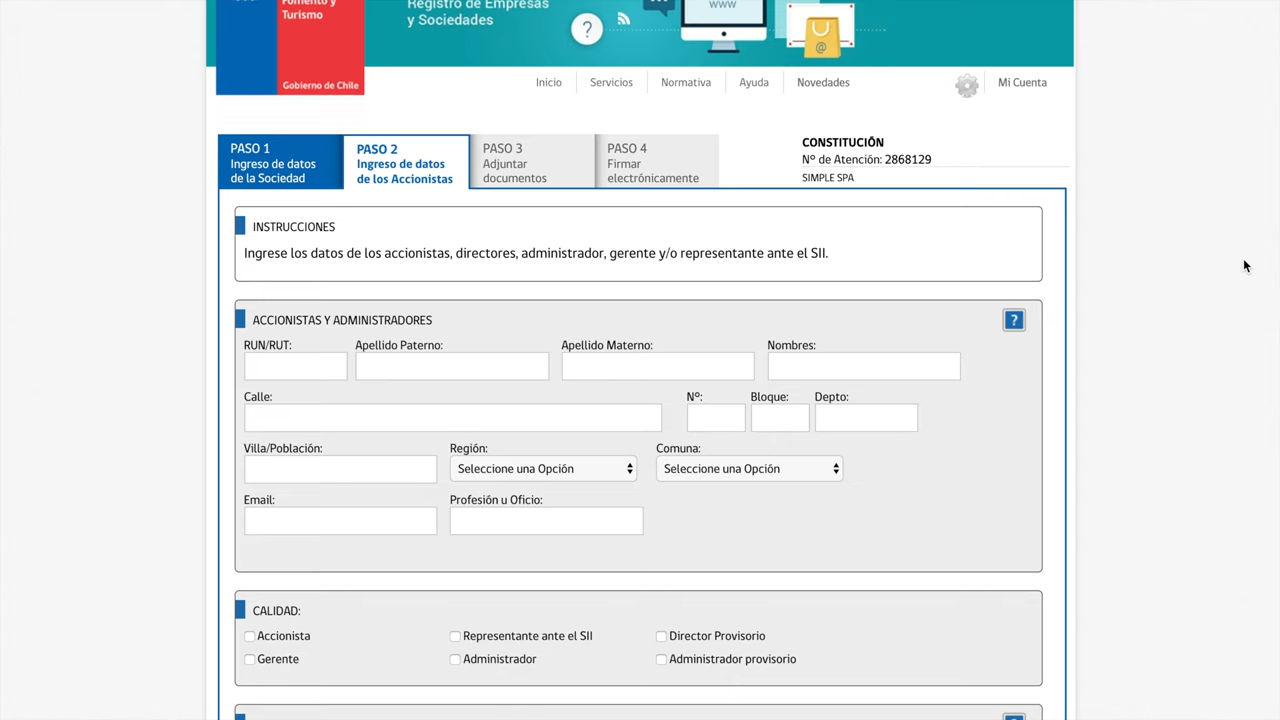 Fomento y
Turismo
Gobierno de Chile
Registro de Empresas
y Sociedades
?
www
@
Inicio
Servicios
Normativa
Ayuda
Novedades
Mi Cuenta
PASO 1
Ingreso de datos
de la Sociedad
PASO 2
Ingreso de datos
de los Accionistas
PASO 3
Adjuntar
documentos
PASO 4
Firmar
electrónicamente
CONSTITUCIÓN
Nº de Atención: 2868129
SIMPLE SPA
INSTRUCCIONES
Ingrese los datos de los accionistas, directores, administrador, gerente y/o representante ante el SII.
ACCIONISTAS Y ADMINISTRADORES
?
RUN/RUT: Apellido Paterno: Apellido Materno: Nombres:
Calle: Nº: Bloque: Depto:
Villa/Población: Región: Comuna:
Seleccione una Opción Seleccione una Opción
Email: Profesión u Oficio:
CALIDAD:
Accionista Representante ante el SII Director Provisorio
Gerente Administrador Administrador provisorio